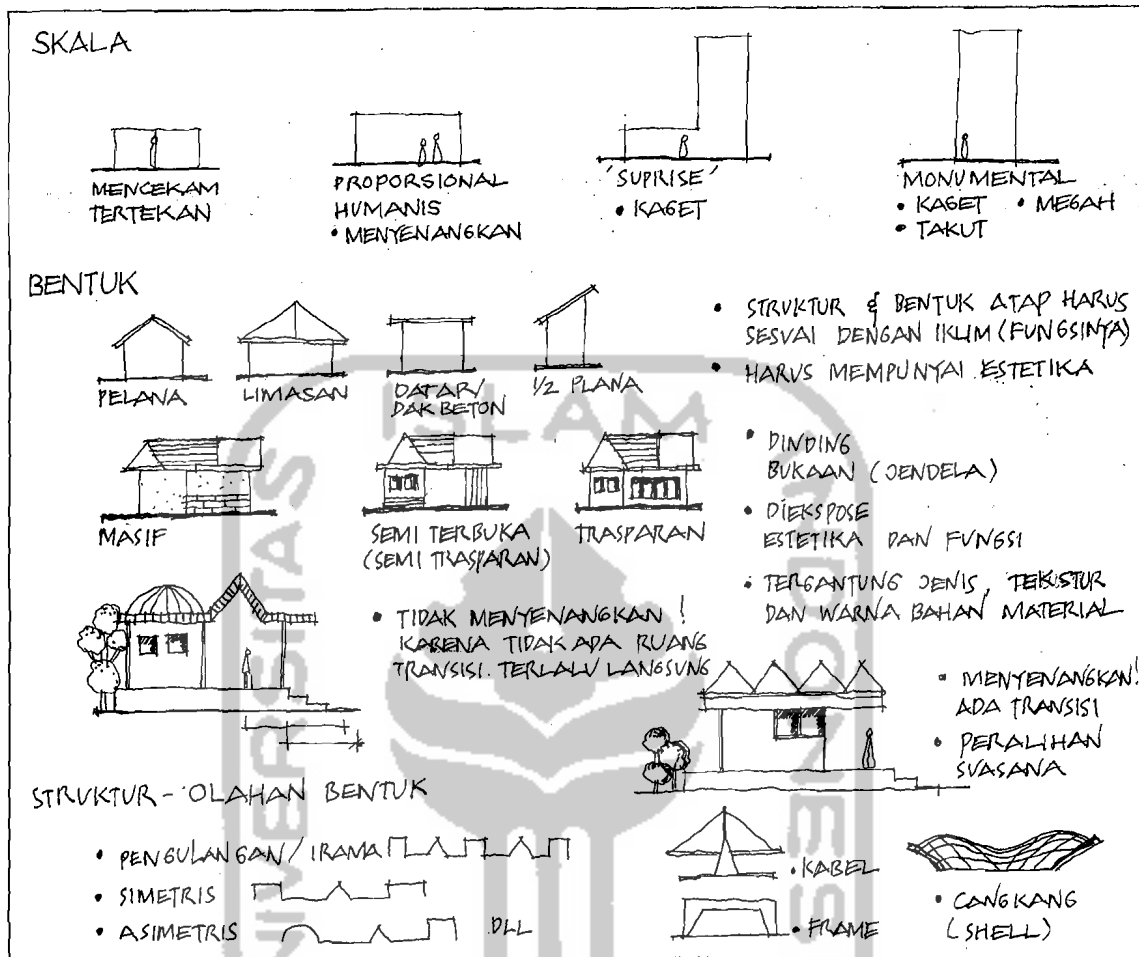 SKALA
MENCEKAM
TERTEKAN
PROPORSIONAL
HUMANIS
• MENYENANGKAN
'SUPRISE'
• KAGET
MONUMENTAL
• KAGET • MEGAH
• TAKUT
BENTUK
PELANA
LIMASAN
DATAR/
DAK BETON
1/2 PLANA
• STRUKTUR & BENTUK ATAP HARUS
SESUAI DENGAN IKLIM (FUNGSINYA)
• HARUS MEMPUNYAI ESTETIKA
MASIF
SEMI TERBUKA
(SEMI TRASPARAN)
TRASPARAN
• DINDING
BUKAAN (JENDELA)
• DIEKSPOSE
ESTETIKA DAN FUNGSI
• TERGANTUNG JENIS, TEKUSTUR
DAN WARNA BAHAN MATERIAL
• TIDAK MENYENANGKAN !
KARENA TIDAK ADA RUANG
TRANSISI. TERLALU LANGSUNG
• MENYENANGKAN!
ADA TRANSISI
• PERALIHAN
SUASANA
STRUKTUR - OLAHAN BENTUK
• PENGULANGAN / IRAMA
• SIMETRIS
• ASIMETRIS DLL
• KABEL
• FRAME
• CANGKANG
(SHELL)
UNIVERSITAS
ISLAM
INDONES